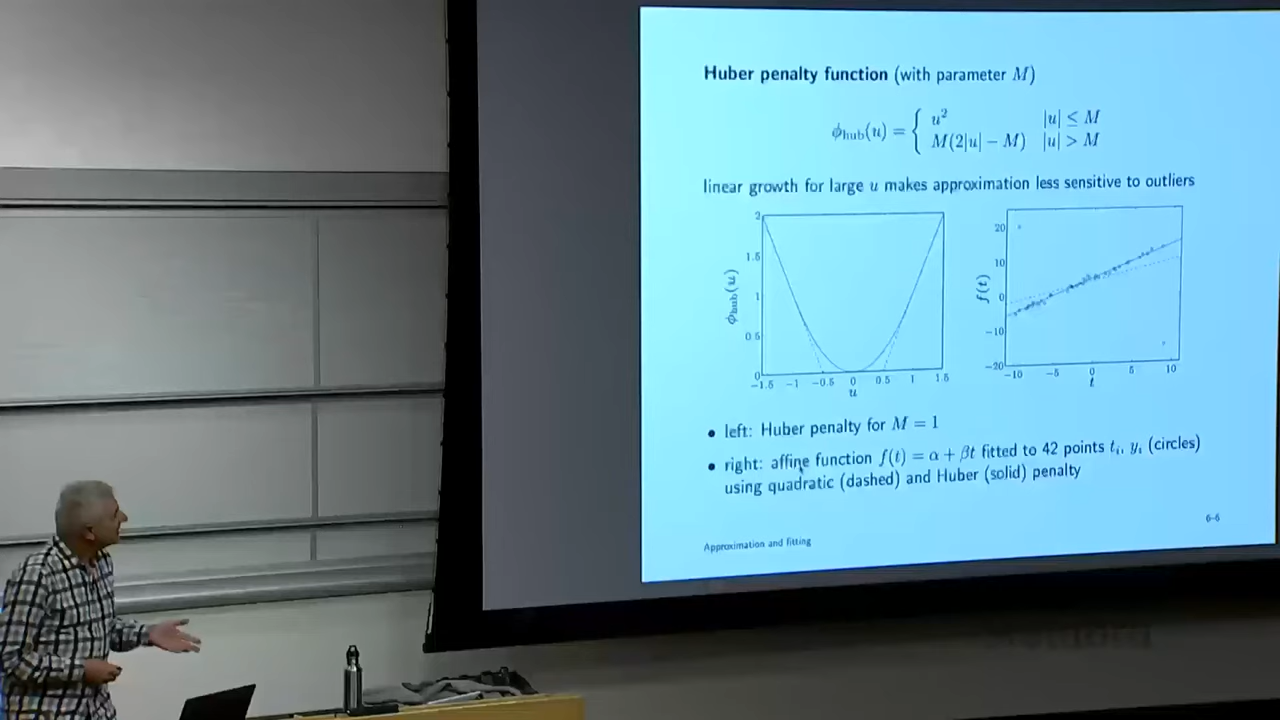 Huber penalty function (with parameter M)
ϕhub(u) = { u² |u| ≤ M
M(2|u| − M) |u| > M
linear growth for large u makes approximation less sensitive to outliers
ϕhub(u)
2
1.5
1
0.5
0
−1.5 −1 −0.5 0 0.5 1 1.5
u
f(t)
20
10
0
−10
−20
−10 −5 0 5 10
t
• left: Huber penalty for M = 1
• right: affine function f(t) = α + βt fitted to 42 points tᵢ, yᵢ (circles)
using quadratic (dashed) and Huber (solid) penalty
Approximation and fitting
6–6